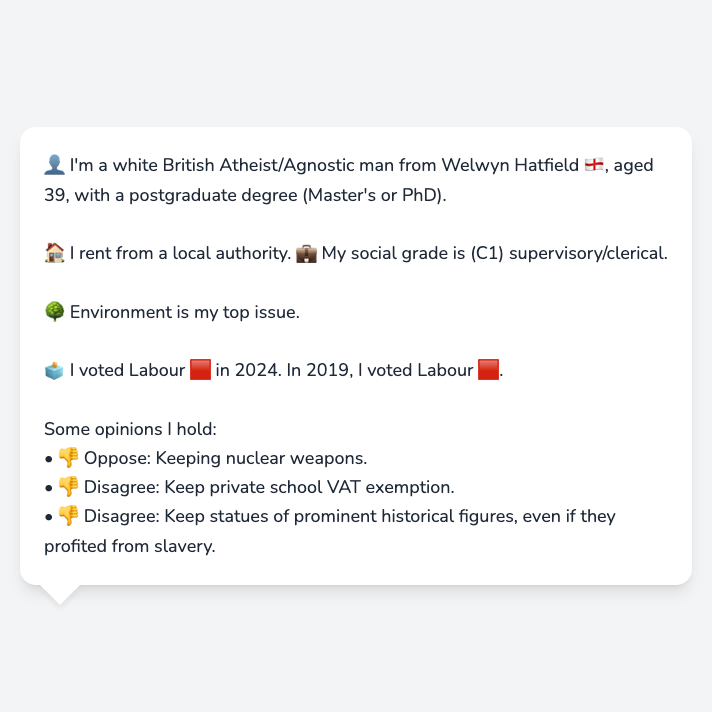 👤 I'm a white British Atheist/Agnostic man from Welwyn Hatfield 🏴󠁧󠁢󠁥󠁮󠁧󠁿, aged
39, with a postgraduate degree (Master's or PhD).
🏠 I rent from a local authority. 💼 My social grade is (C1) supervisory/clerical.
🌳 Environment is my top issue.
🗳️ I voted Labour 🟥 in 2024. In 2019, I voted Labour 🟥.
Some opinions I hold:
• 👎 Oppose: Keeping nuclear weapons.
• 👎 Disagree: Keep private school VAT exemption.
• 👎 Disagree: Keep statues of prominent historical figures, even if they
profited from slavery.